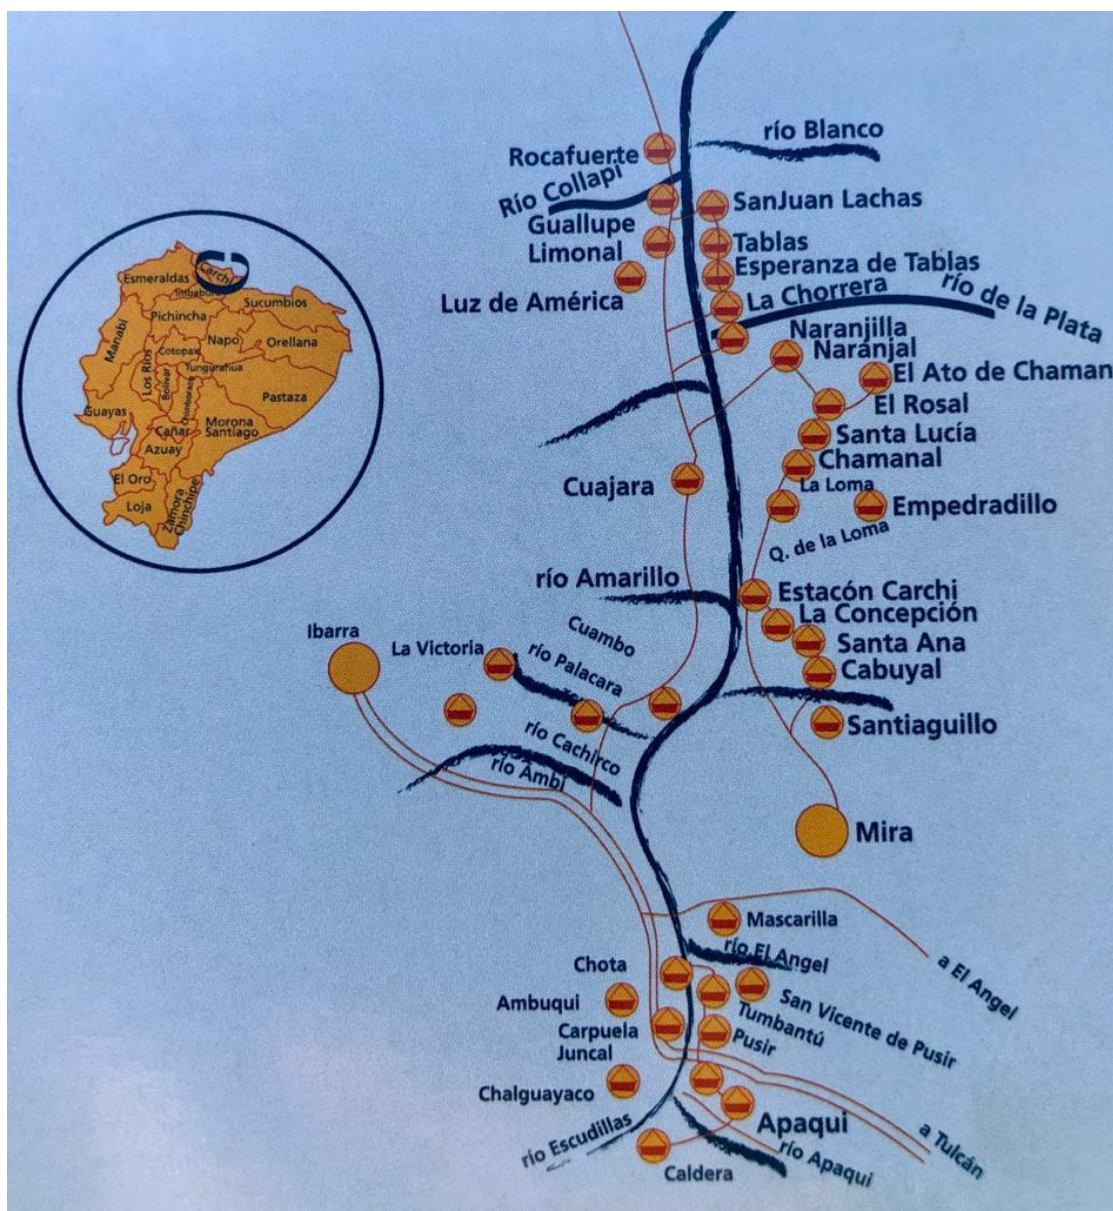 río Blanco
Rocafuerte
Río Collapi
SanJuan Lachas
Guallupe
Limonal
Tablas
Esperanza de Tablas
Luz de América
La Chorrera
río de la Plata
Naranjilla
Naranjal
El Ato de Chaman
El Rosal
Santa Lucía
Chamanal
Cuajara
La Loma
Empedradillo
Q. de la Loma
río Amarillo
Estacón Carchi
La Concepción
Cuambo
Santa Ana
Ibarra
La Victoria
río Palacara
Cabuyal
Santiaguillo
río Cachirco
río Ambi
Mira
Mascarilla
río El Angel
a El Angel
Chota
Ambuqui
San Vicente de Pusir
Tumbantú
Carpuela
Pusir
Juncal
Chalguayaco
Apaqui
a Tulcán
río Escudillas
río Apaqui
Caldera
C
Carchi
Esmeraldas
Imbabura
Sucumbios
Pichincha
Manabí
Napo
Orellana
Cotopaxi
Los Ríos
Bolívar
Tungurahua
Chimborazo
Pastaza
Guayas
Morona
Santiago
Cañar
Azuay
El Oro
Loja
Zamora
Chinchipe